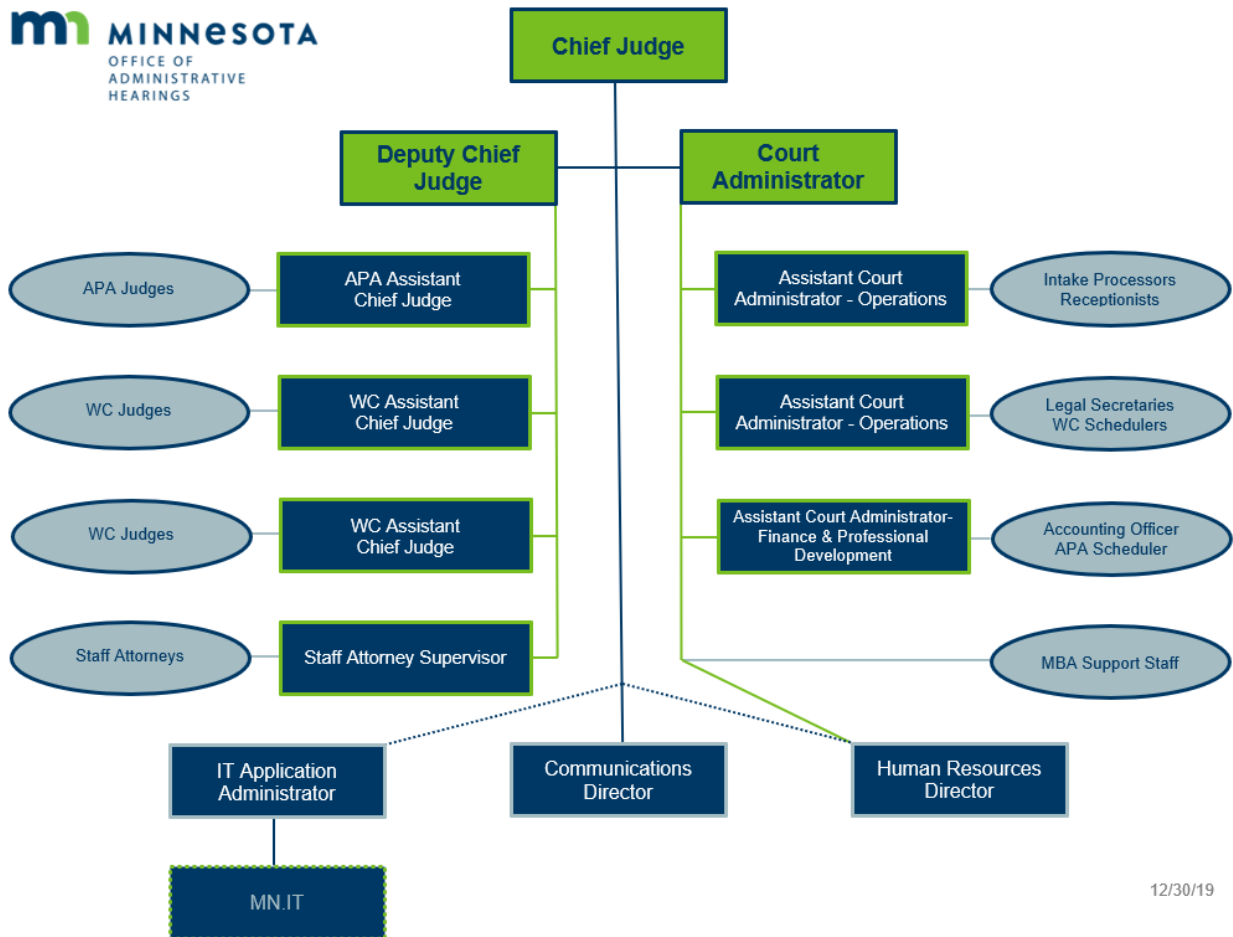 mn MINNESOTA
OFFICE OF
ADMINISTRATIVE
HEARINGS
Chief Judge
Deputy Chief
Judge
Court
Administrator
APA Judges
APA Assistant
Chief Judge
Assistant Court
Administrator - Operations
Intake Processors
Receptionists
WC Judges
WC Assistant
Chief Judge
Assistant Court
Administrator - Operations
Legal Secretaries
WC Schedulers
WC Judges
WC Assistant
Chief Judge
Assistant Court Administrator-
Finance & Professional
Development
Accounting Officer
APA Scheduler
Staff Attorneys
Staff Attorney Supervisor
MBA Support Staff
IT Application
Administrator
Communications
Director
Human Resources
Director
MN.IT
12/30/19